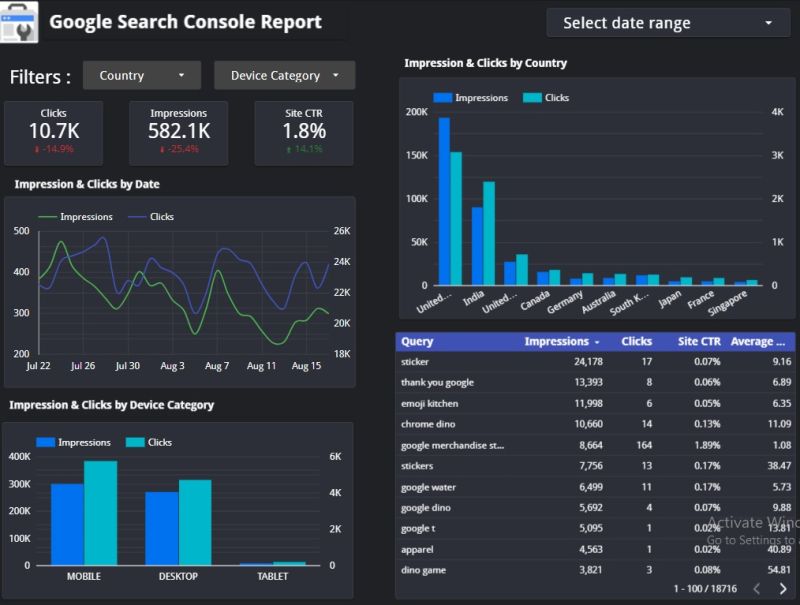 Google Search Console Report
Select date range
Filters :
Country
Device Category
Clicks
10.7K
-14.9%
Impressions
582.1K
-25.4%
Site CTR
1.8%
14.1%
Impression & Clicks by Date
Impressions
Clicks
500
400
300
200
26K
24K
22K
20K
18K
Jul 22
Jul 26
Jul 30
Aug 3
Aug 7
Aug 11
Aug 15
Impression & Clicks by Device Category
Impressions
Clicks
400K
300K
200K
100K
0
6K
4K
2K
0
MOBILE
DESKTOP
TABLET
Impression & Clicks by Country
Impressions
Clicks
200K
150K
100K
50K
0
4K
3K
2K
1K
0
United...
India
United...
Canada
Germany
Australia
South K...
Japan
France
Singapore
Query Impressions Clicks Site CTR Average ...
sticker 24,178 17 0.07% 9.16
thank you google 13,393 8 0.06% 6.89
emoji kitchen 11,998 6 0.05% 6.35
chrome dino 10,660 14 0.13% 11.09
google merchandise st... 8,664 164 1.89% 1.08
stickers 7,756 13 0.17% 38.47
google water 6,499 11 0.17% 5.73
google dino 5,692 4 0.07% 9.88
google t 5,095 1 0.02% 13.81
apparel 4,563 1 0.02% 40.89
dino game 3,821 3 0.08% 54.81
Activate Wind
Go to Settings to a
1 - 100 / 18716